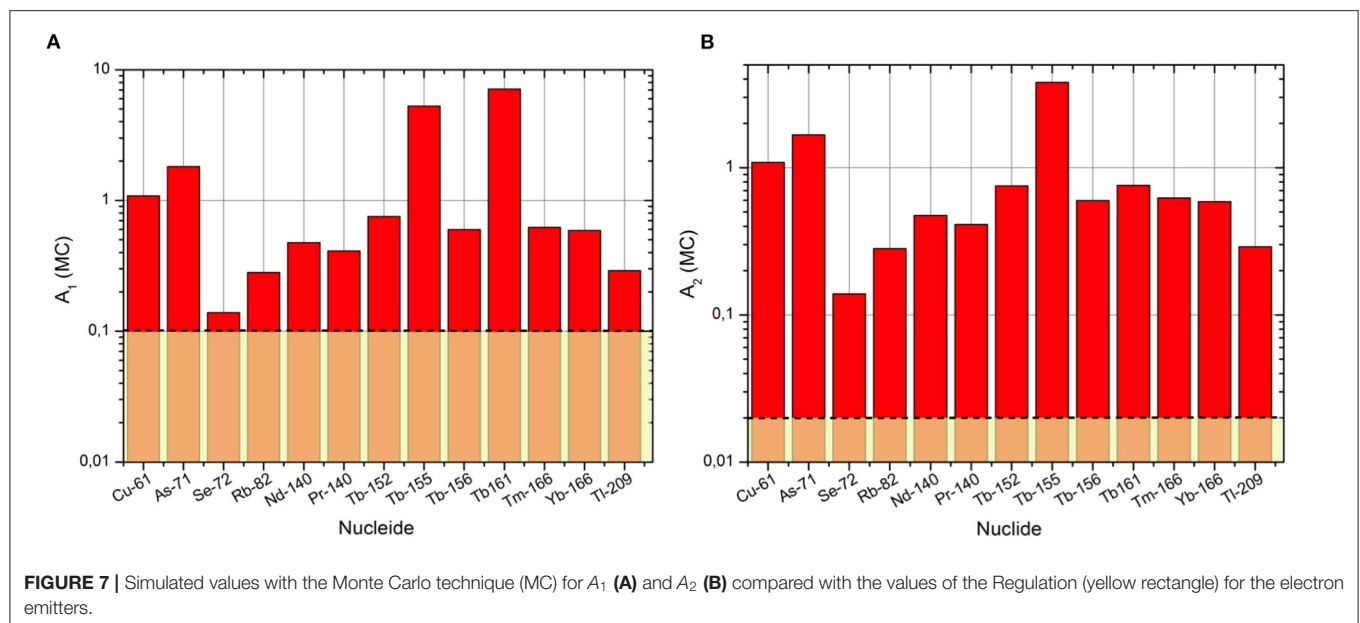 A
10
1
0,1
0,01
A1 (MC)
Cu-61 As-71 Se-72 Rb-82 Nd-140 Pr-140 Tb-152 Tb-155 Tb-156 Tb161 Tm-166 Yb-166 Tl-209
Nucleide
B
1
0,1
0,01
A2 (MC)
Cu-61 As-71 Se-72 Rb-82 Nd-140 Pr-140 Tb-152 Tb-155 Tb-156 Tb161 Tm-166 Yb-166 Tl-209
Nuclide
FIGURE 7 | Simulated values with the Monte Carlo technique (MC) for A1 (A) and A2 (B) compared with the values of the Regulation (yellow rectangle) for the electron
emitters.